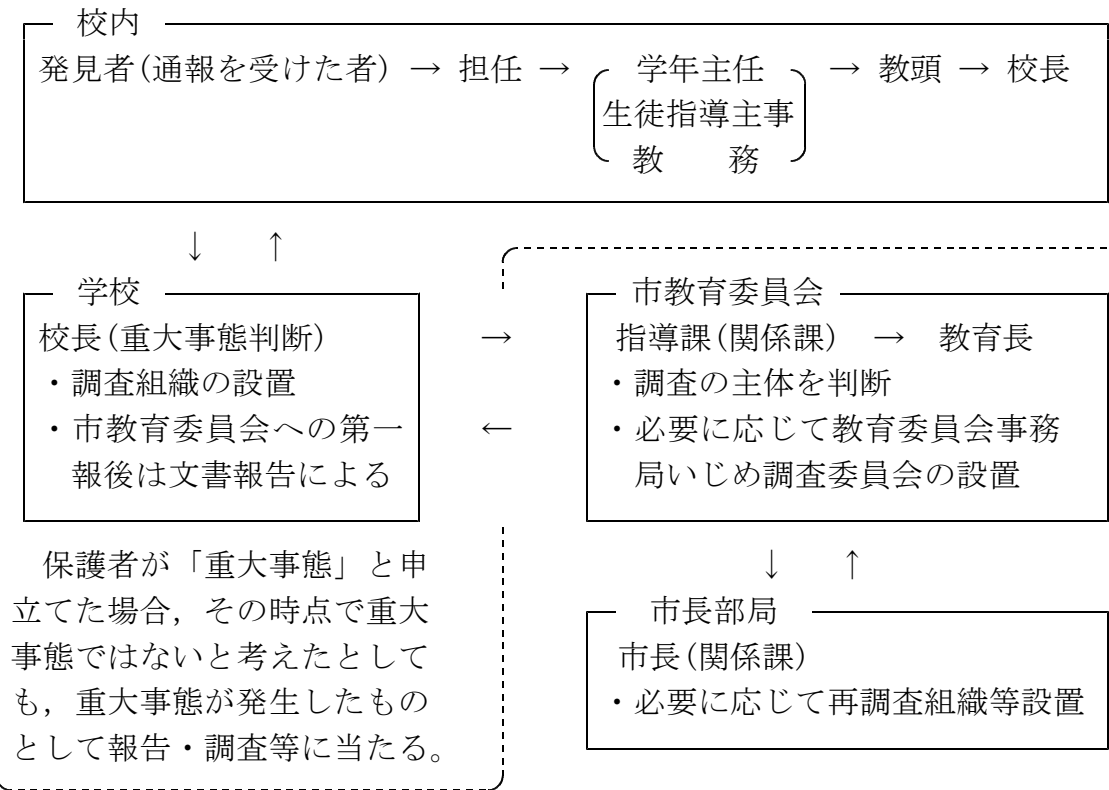 校内
発見者(通報を受けた者) → 担任 → 学年主任 → 教頭 → 校長
生徒指導主事
教　　務
↓　↑
学校
校長(重大事態判断)
・調査組織の設置
・市教育委員会への第一
報後は文書報告による
→
←
市教育委員会
指導課(関係課) → 教育長
・調査の主体を判断
・必要に応じて教育委員会事務
局いじめ調査委員会の設置
保護者が「重大事態」と申
立てた場合，その時点で重大
事態ではないと考えたとして
も，重大事態が発生したもの
として報告・調査等に当たる。
↓　↑
市長部局
市長(関係課)
・必要に応じて再調査組織等設置